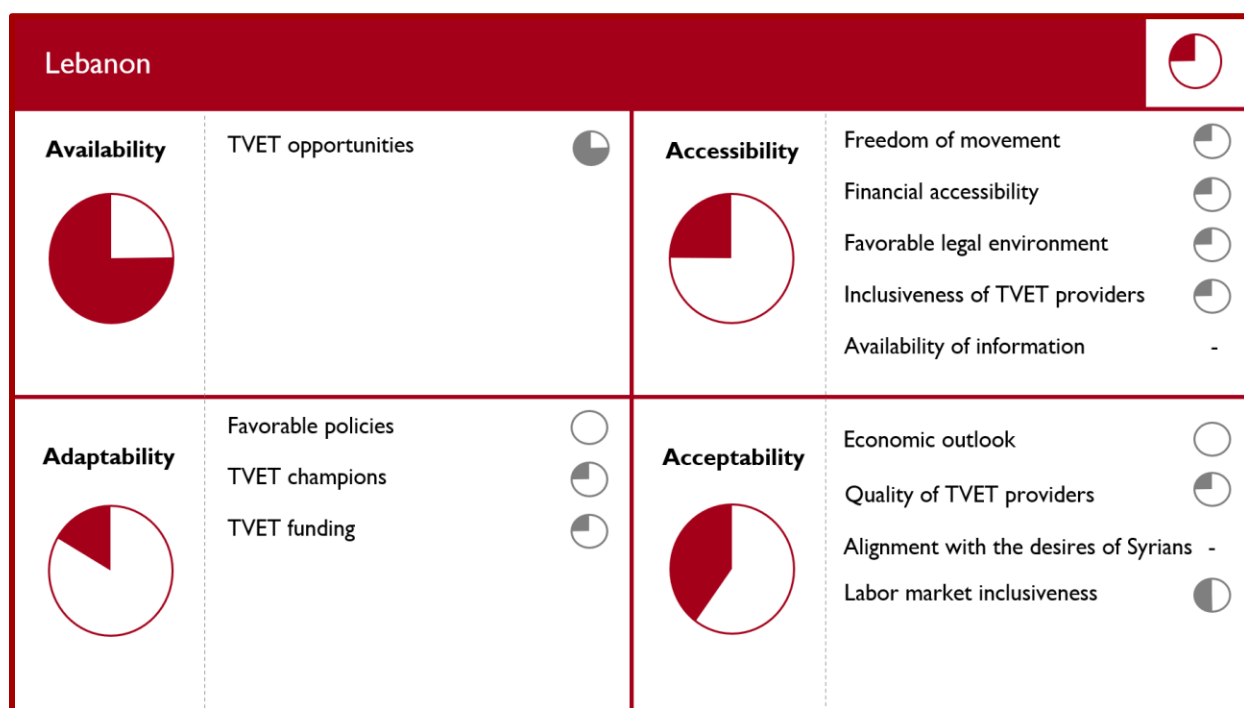 Lebanon
Availability
TVET opportunities
Accessibility
Freedom of movement
Financial accessibility
Favorable legal environment
Inclusiveness of TVET providers
Availability of information -
Adaptability
Favorable policies
TVET champions
TVET funding
Acceptability
Economic outlook
Quality of TVET providers
Alignment with the desires of Syrians -
Labor market inclusiveness